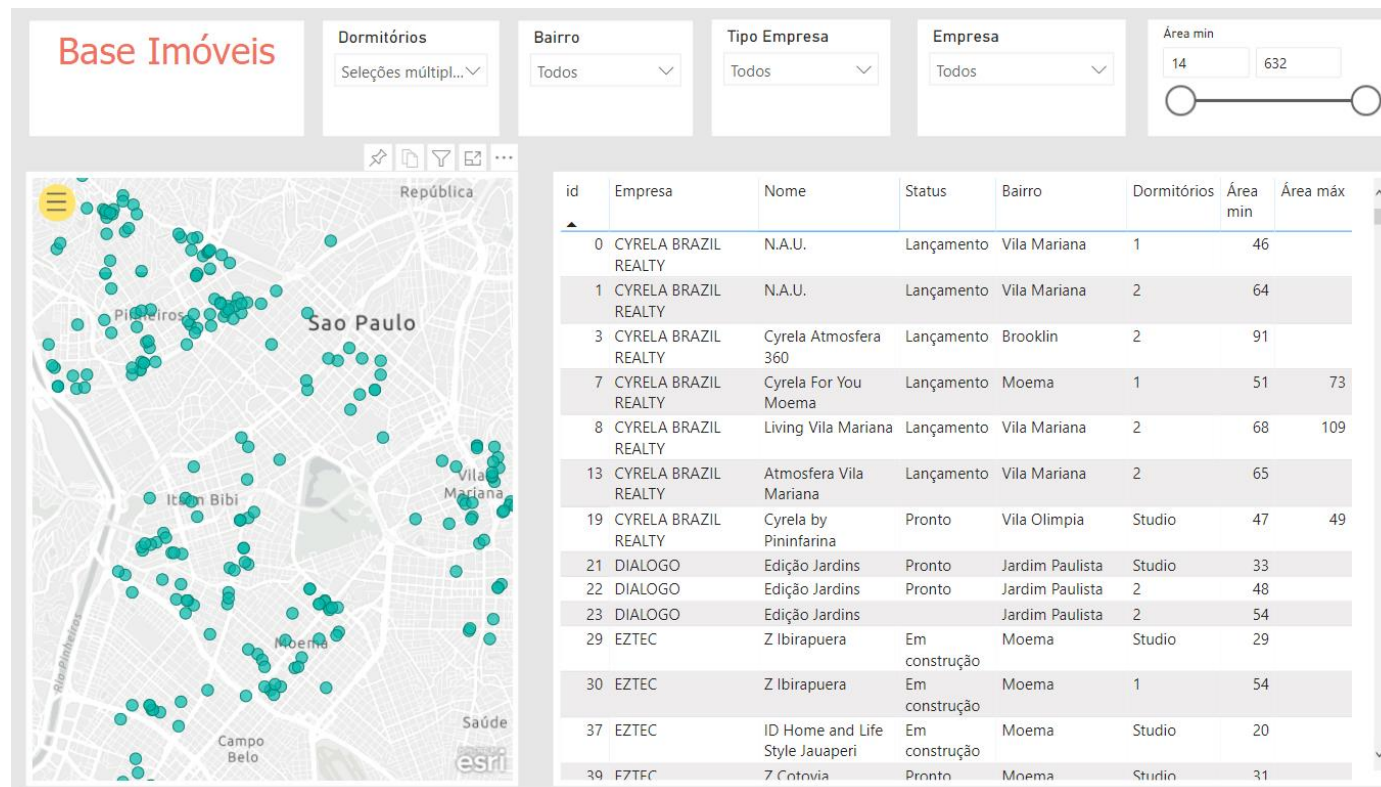 Base Imóveis
Dormitórios
Seleções múltipl...
Bairro
Todos
Tipo Empresa
Todos
Empresa
Todos
Área min
14 632
República
Pinheiros
Sao Paulo
Vila
Mariana
Itaim Bibi
Moema
Rio Pinheiros
Saúde
Campo
Belo
esri
id Empresa Nome Status Bairro Dormitórios Área Área máx
min
0 CYRELA BRAZIL N.A.U. Lançamento Vila Mariana 1 46
REALTY
1 CYRELA BRAZIL N.A.U. Lançamento Vila Mariana 2 64
REALTY
3 CYRELA BRAZIL Cyrela Atmosfera Lançamento Brooklin 2 91
REALTY 360
7 CYRELA BRAZIL Cyrela For You Lançamento Moema 1 51 73
REALTY Moema
8 CYRELA BRAZIL Living Vila Mariana Lançamento Vila Mariana 2 68 109
REALTY
13 CYRELA BRAZIL Atmosfera Vila Lançamento Vila Mariana 2 65
REALTY Mariana
19 CYRELA BRAZIL Cyrela by Pronto Vila Olimpia Studio 47 49
REALTY Pininfarina
21 DIALOGO Edição Jardins Pronto Jardim Paulista Studio 33
22 DIALOGO Edição Jardins Pronto Jardim Paulista 2 48
23 DIALOGO Edição Jardins Jardim Paulista 2 54
29 EZTEC Z Ibirapuera Em Moema Studio 29
construção
30 EZTEC Z Ibirapuera Em Moema 1 54
construção
37 EZTEC ID Home and Life Em Moema Studio 20
Style Jauaperi construção
39 EZTEC Z Cotovia Pronto Moema Studio 31